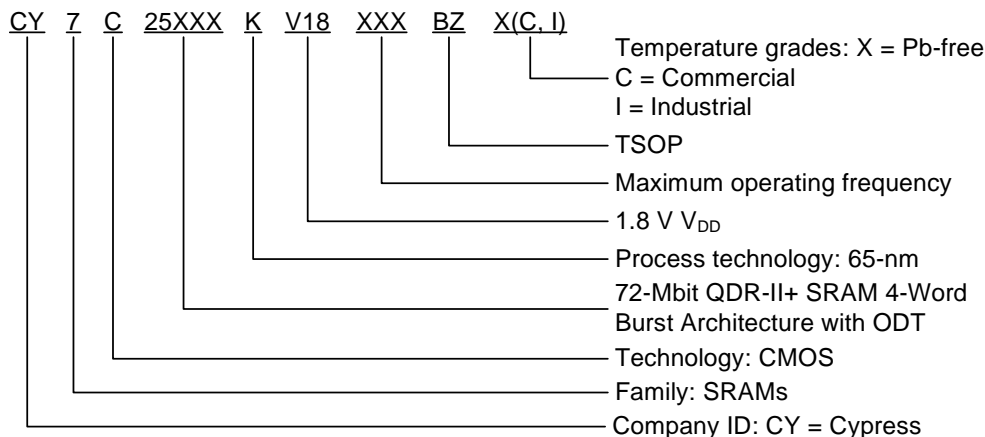 CY 7 C 25XXX K V18 XXX BZ X(C, I)
Temperature grades: X = Pb-free
C = Commercial
I = Industrial
TSOP
Maximum operating frequency
1.8 V VDD
Process technology: 65-nm
72-Mbit QDR-II+ SRAM 4-Word
Burst Architecture with ODT
Technology: CMOS
Family: SRAMs
Company ID: CY = Cypress